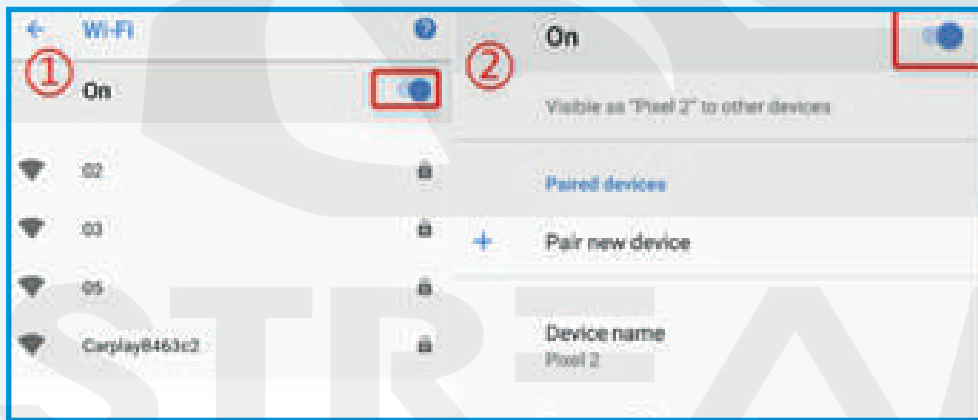 Wi-Fi
①
On
02
03
05
Carplay8463c2
②
On
Visible as "Pixel 2" to other devices
Paired devices
Pair new device
Device name
Pixel 2
STREA